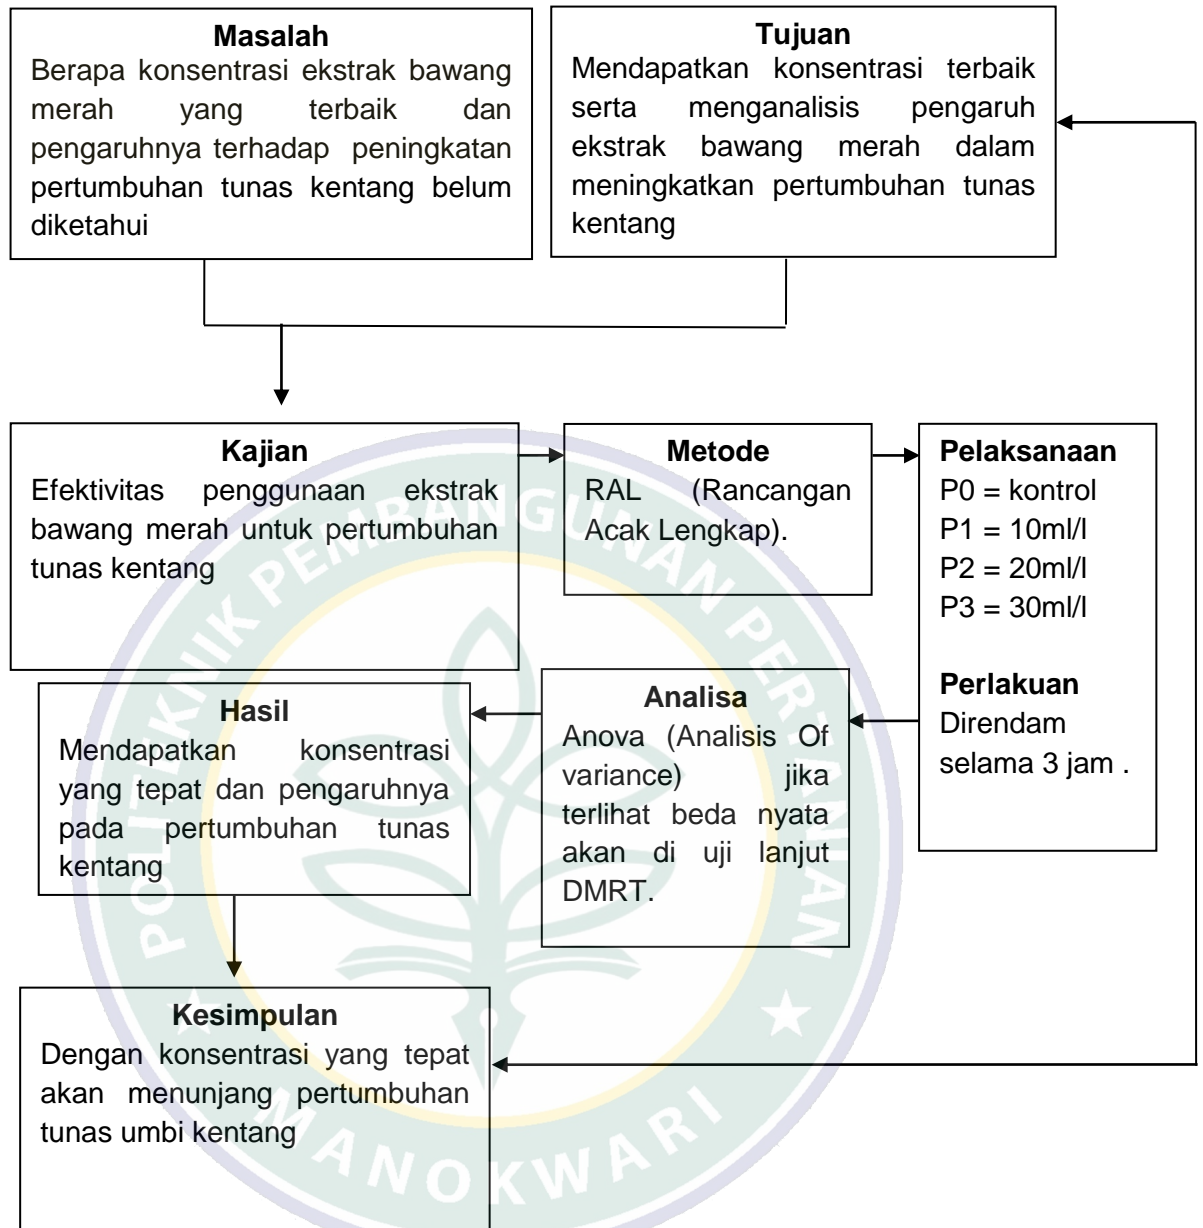 Masalah
Berapa konsentrasi ekstrak bawang
merah yang terbaik dan
pengaruhnya terhadap peningkatan
pertumbuhan tunas kentang belum
diketahui
Tujuan
Mendapatkan konsentrasi terbaik
serta menganalisis pengaruh
ekstrak bawang merah dalam
meningkatkan pertumbuhan tunas
kentang
Kajian
Efektivitas penggunaan ekstrak
bawang merah untuk pertumbuhan
tunas kentang
Metode
RAL (Rancangan
Acak Lengkap).
Pelaksanaan
P0 = kontrol
P1 = 10ml/l
P2 = 20ml/l
P3 = 30ml/l
Perlakuan
Direndam
selama 3 jam .
Analisa
Anova (Analisis Of
variance) jika
terlihat beda nyata
akan di uji lanjut
DMRT.
Hasil
Mendapatkan konsentrasi
yang tepat dan pengaruhnya
pada pertumbuhan tunas
kentang
Kesimpulan
Dengan konsentrasi yang tepat
akan menunjang pertumbuhan
tunas umbi kentang
POLITEKNIK PEMBANGUNAN PERTANIAN
MANOKWARI